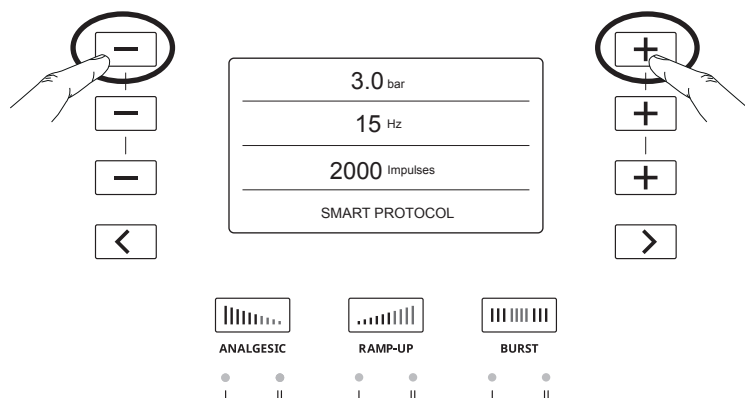 3.0 bar
15 Hz
2000 Impulses
SMART PROTOCOL
ANALGESIC RAMP-UP BURST
I II I II I II